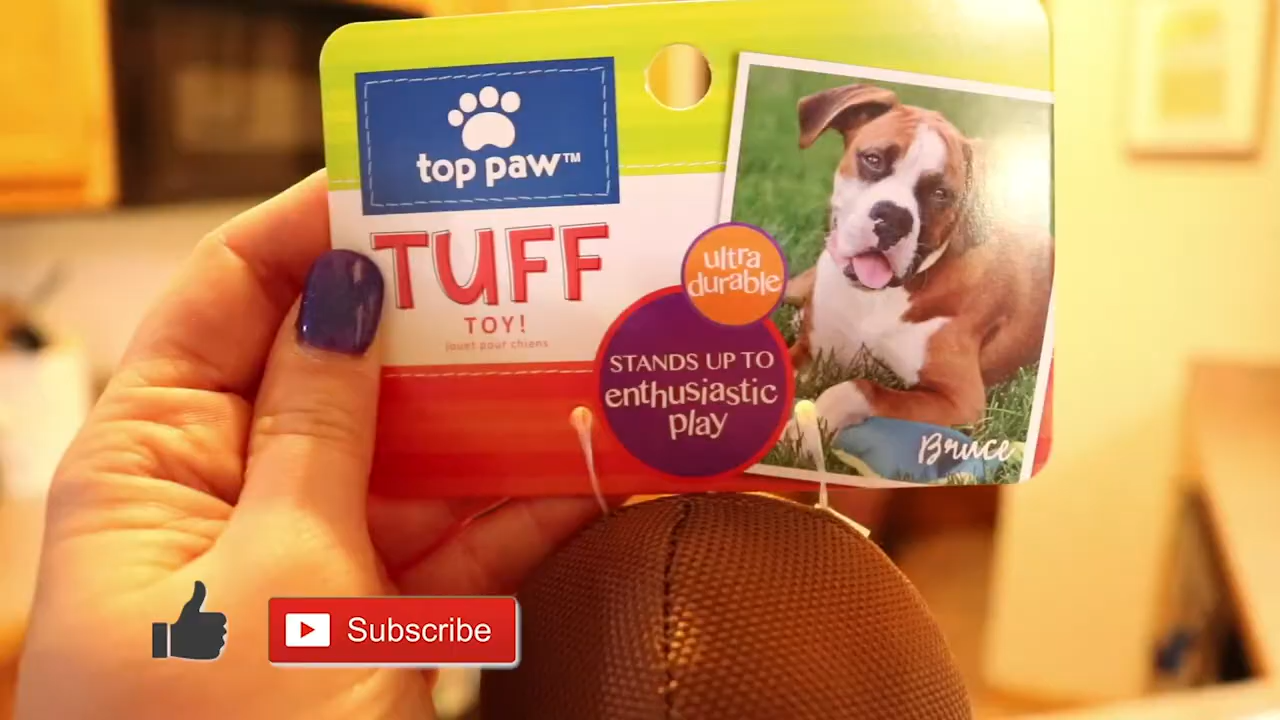 top paw™
TUFF
TOY!
jouet pour chiens
ultra
durable
STANDS UP TO
enthusiastic
play
Bruce
Subscribe